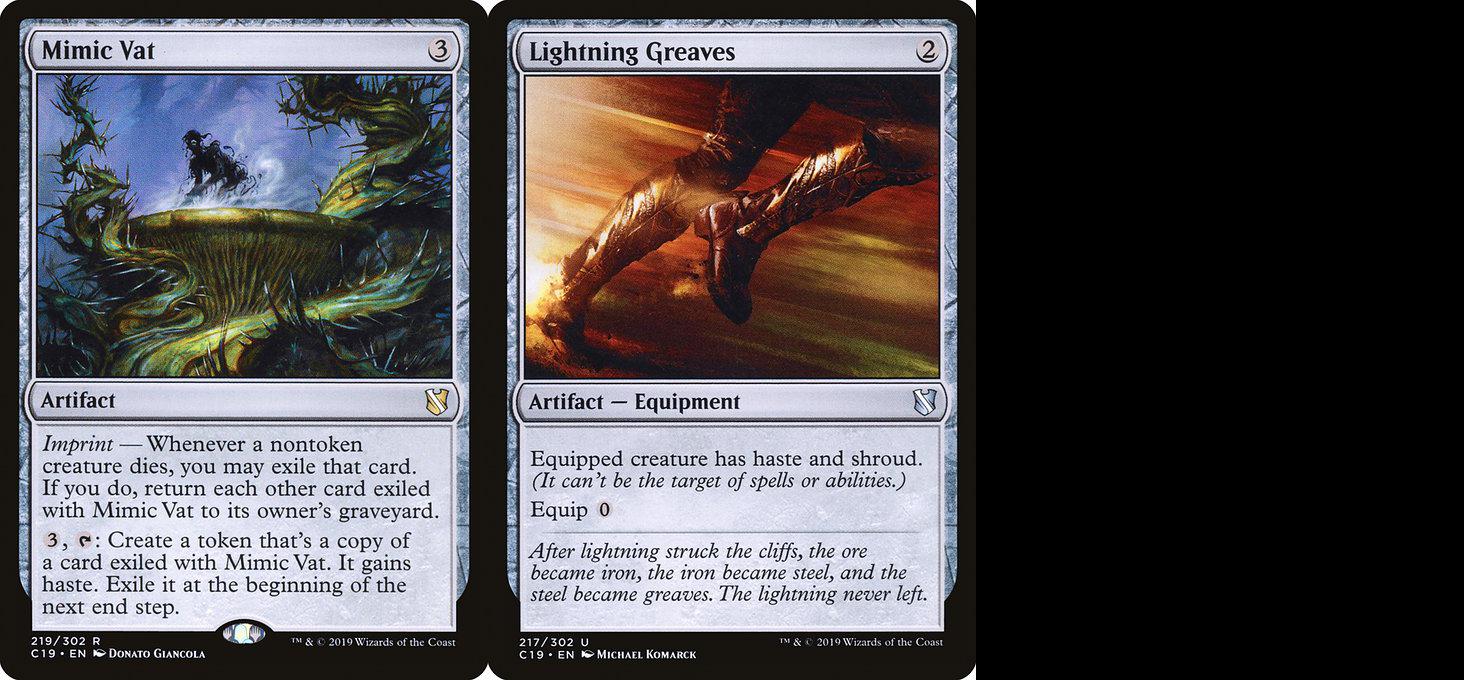 Mimic Vat 3
Artifact
Imprint — Whenever a nontoken
creature dies, you may exile that card.
If you do, return each other card exiled
with Mimic Vat to its owner's graveyard.
3, : Create a token that's a copy of
a card exiled with Mimic Vat. It gains
haste. Exile it at the beginning of the
next end step.
219/302 R
C19 • EN Donato Giancola
™ & © 2019 Wizards of the Coast
Lightning Greaves 2
Artifact — Equipment
Equipped creature has haste and shroud.
(It can't be the target of spells or abilities.)
Equip 0
After lightning struck the cliffs, the ore
became iron, the iron became steel, and the
steel became greaves. The lightning never left.
217/302 U
C19 • EN Michael Komarck
™ & © 2019 Wizards of the Coast